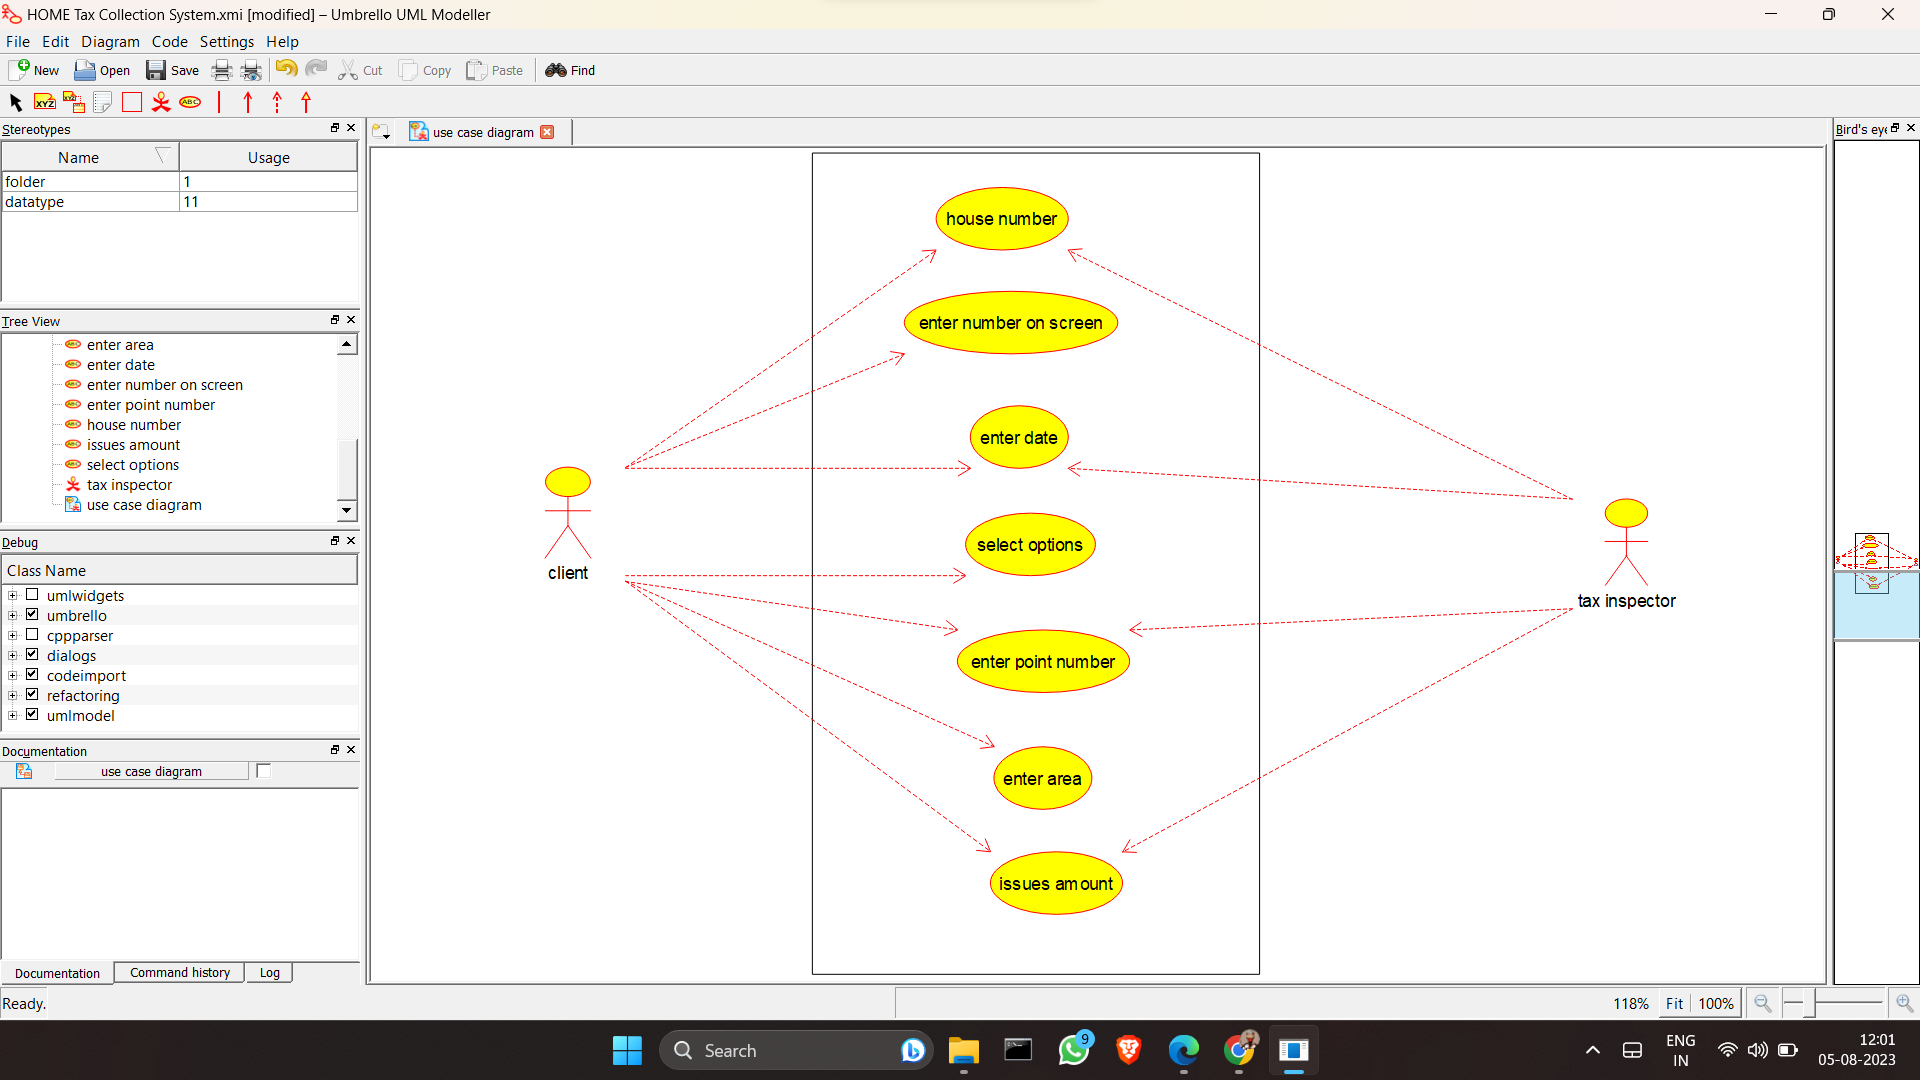 HOME Tax Collection System.xmi [modified] – Umbrello UML Modeller
File Edit Diagram Code Settings Help
New Open Save Cut Copy Paste Find
XYZ XYZ ABC
Stereotypes
Name Usage
folder 1
datatype 11
Tree View
enter area
enter date
enter number on screen
enter point number
house number
issues amount
select options
tax inspector
use case diagram
Debug
Class Name
umlwidgets
umbrello
cppparser
dialogs
codeimport
refactoring
umlmodel
Documentation
use case diagram
Documentation Command history Log
Ready.
use case diagram
house number
enter number on screen
enter date
select options
enter point number
enter area
issues amount
client
tax inspector
Bird's eye
118% Fit 100%
Search
9
ENG
IN
12:01
05-08-2023